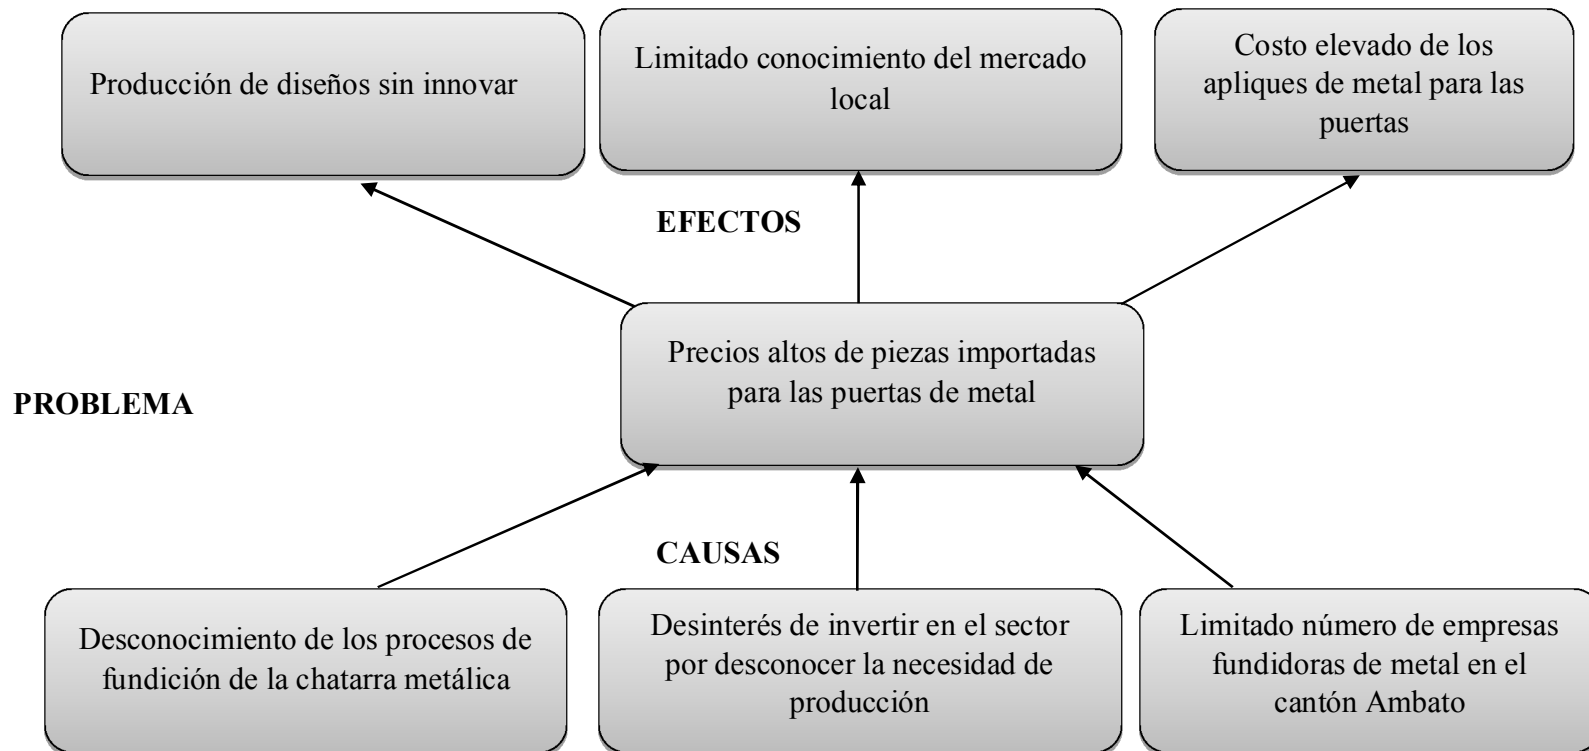 Producción de diseños sin innovar
Limitado conocimiento del mercado
local
Costo elevado de los
apliques de metal para las
puertas
EFECTOS
Precios altos de piezas importadas
para las puertas de metal
PROBLEMA
CAUSAS
Desconocimiento de los procesos de
fundición de la chatarra metálica
Desinterés de invertir en el sector
por desconocer la necesidad de
producción
Limitado número de empresas
fundidoras de metal en el
cantón Ambato